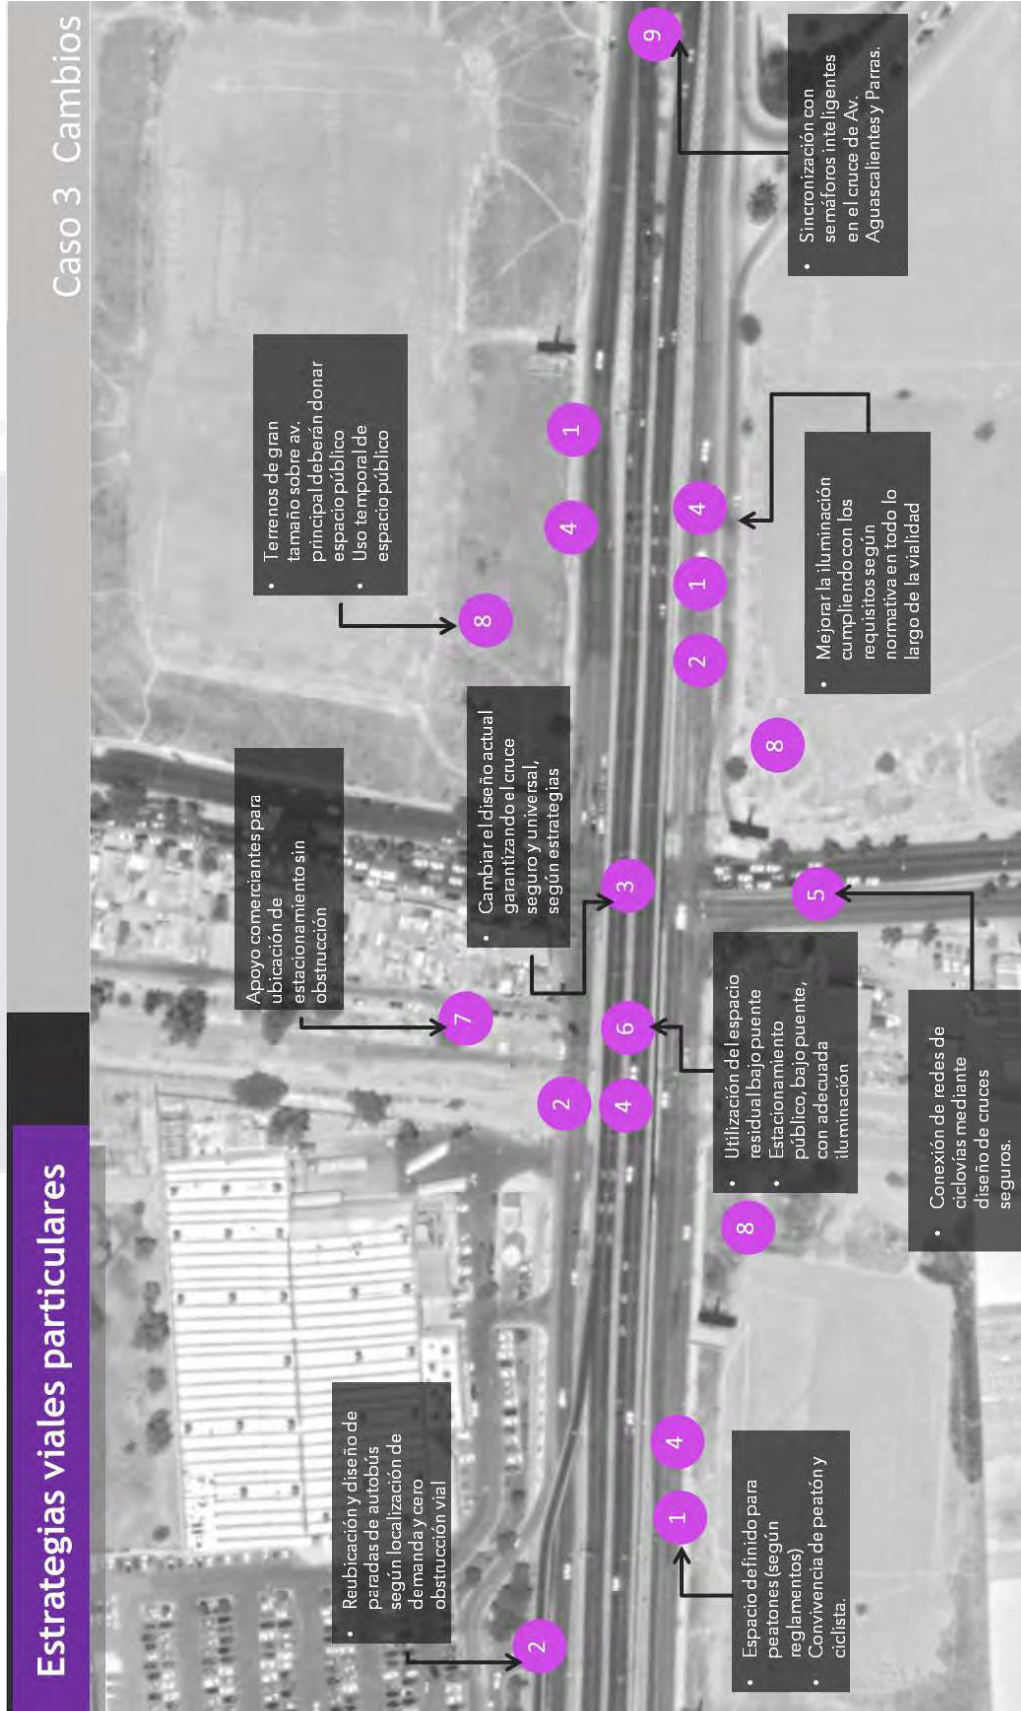 Estrategias viales particulares
Caso 3 Cambios
• Reubicación y diseño de
paradas de autobús
según localización de
demanda y cero
obstrucción vial
2
Apoyo comerciantes para
ubicación de
estacionamiento sin
obstrucción
7
• Terrenos de gran
tamaño sobre av.
principal deberán donar
espacio público
• Uso temporal de
espacio público
8
• Cambiar el diseño actual
garantizando el cruce
seguro y universal,
según estrategias
3
2
4
6
4
1
9
1
4
2
1
4
8
8
5
• Espacio definido para
peatones (según
reglamentos)
• Convivencia de peatón y
ciclista.
• Utilización del espacio
residual bajo puente
• Estacionamiento
público, bajo puente,
con adecuada
iluminación
• Mejorar la iluminación
cumpliendo con los
requisitos según
normativa en todo lo
largo de la vialidad
• Sincronización con
semáforos inteligentes
en el cruce de Av.
Aguascalientes y Parras.
• Conexión de redes de
ciclovías mediante
diseño de cruces
seguros.